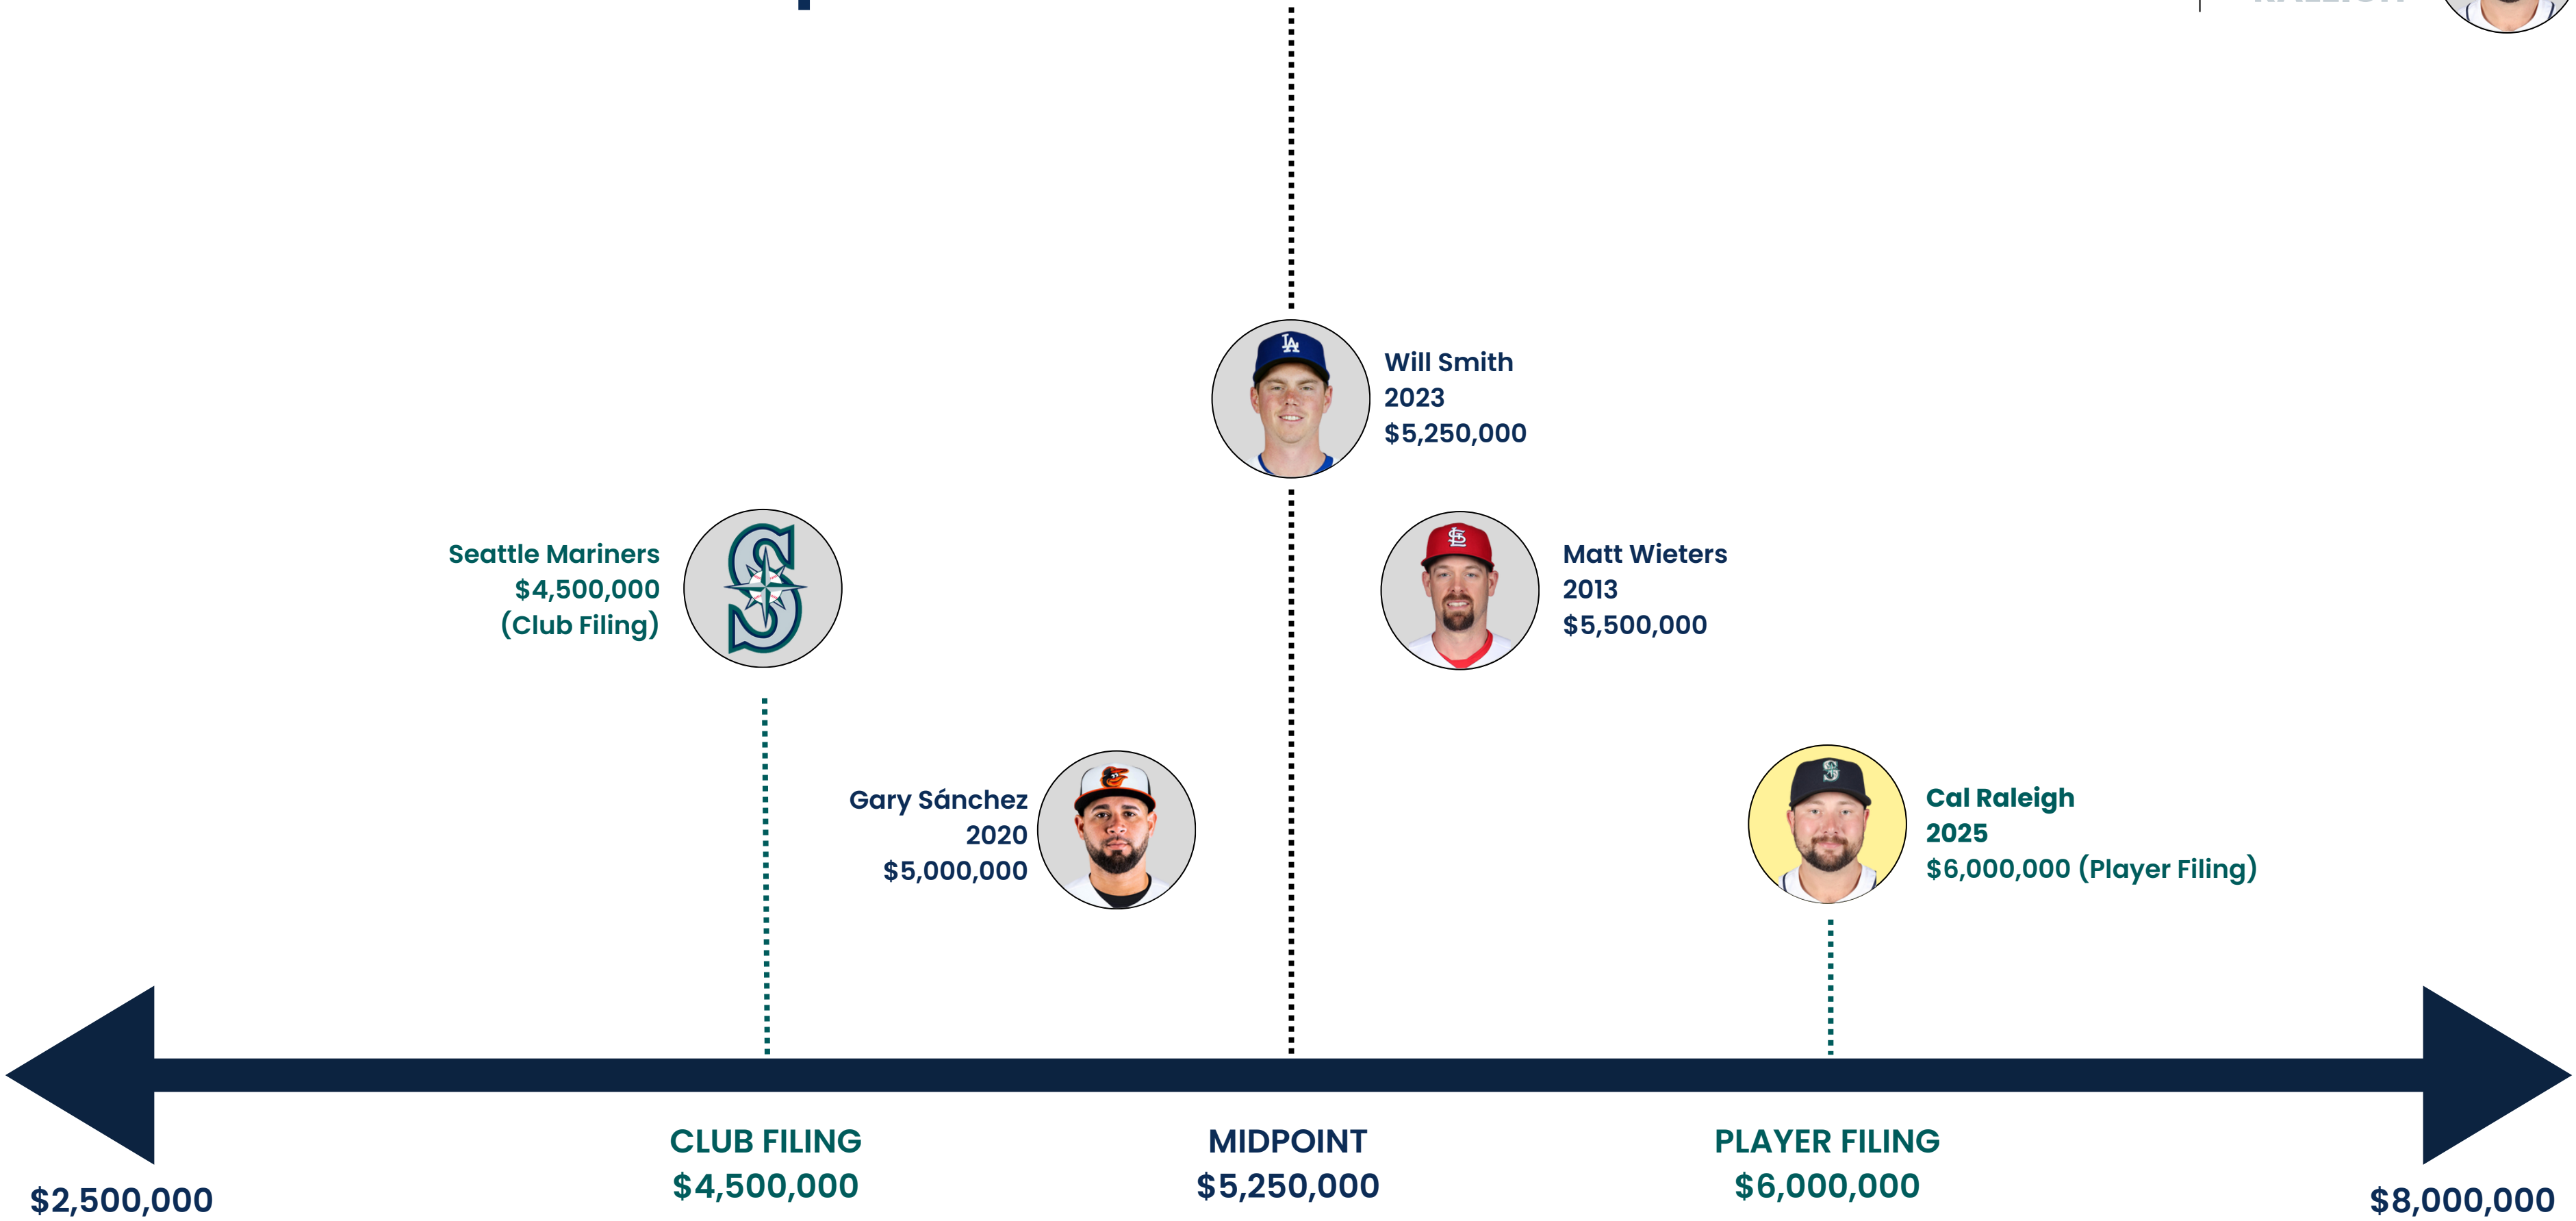 Will Smith
2023
$5,250,000
Seattle Mariners
$4,500,000
(Club Filing)
Matt Wieters
2013
$5,500,000
Gary Sánchez
2020
$5,000,000
Cal Raleigh
2025
$6,000,000 (Player Filing)
CLUB FILING
$4,500,000
MIDPOINT
$5,250,000
PLAYER FILING
$6,000,000
$2,500,000
$8,000,000